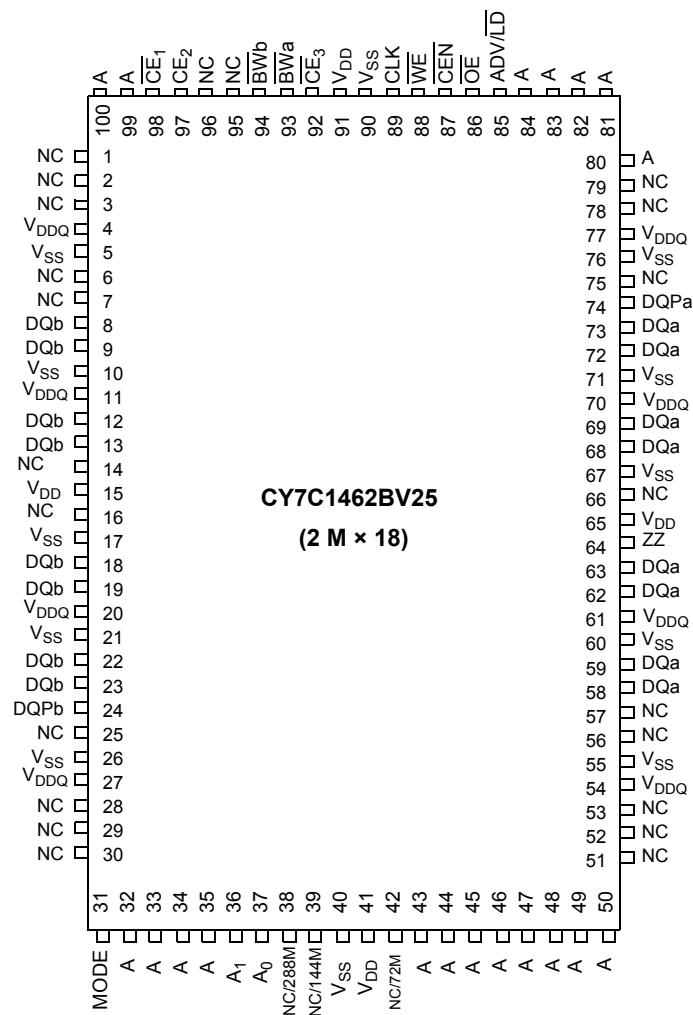 A A CE1 CE2 NC NC BWb BWa CE3 VDD VSS CLK WE CEN OE ADV/LD A A A A
100 99 98 97 96 95 94 93 92 91 90 89 88 87 86 85 84 83 82 81
NC 1
NC 2
NC 3
VDDQ 4
VSS 5
NC 6
NC 7
DQb 8
DQb 9
VSS 10
VDDQ 11
DQb 12
DQb 13
NC 14
VDD 15
NC 16
VSS 17
DQb 18
DQb 19
VDDQ 20
VSS 21
DQb 22
DQb 23
DQPb 24
NC 25
VSS 26
VDDQ 27
NC 28
NC 29
NC 30
CY7C1462BV25
(2 M × 18)
80 A
79 NC
78 NC
77 VDDQ
76 VSS
75 NC
74 DQPa
73 DQa
72 DQa
71 VSS
70 VDDQ
69 DQa
68 DQa
67 VSS
66 NC
65 VDD
64 ZZ
63 DQa
62 DQa
61 VDDQ
60 VSS
59 DQa
58 DQa
57 NC
56 NC
55 VSS
54 VDDQ
53 NC
52 NC
51 NC
31 32 33 34 35 36 37 38 39 40 41 42 43 44 45 46 47 48 49 50
MODE A A A A A1 A0 NC/288M NC/144M VSS VDD NC/72M A A A A A A A A